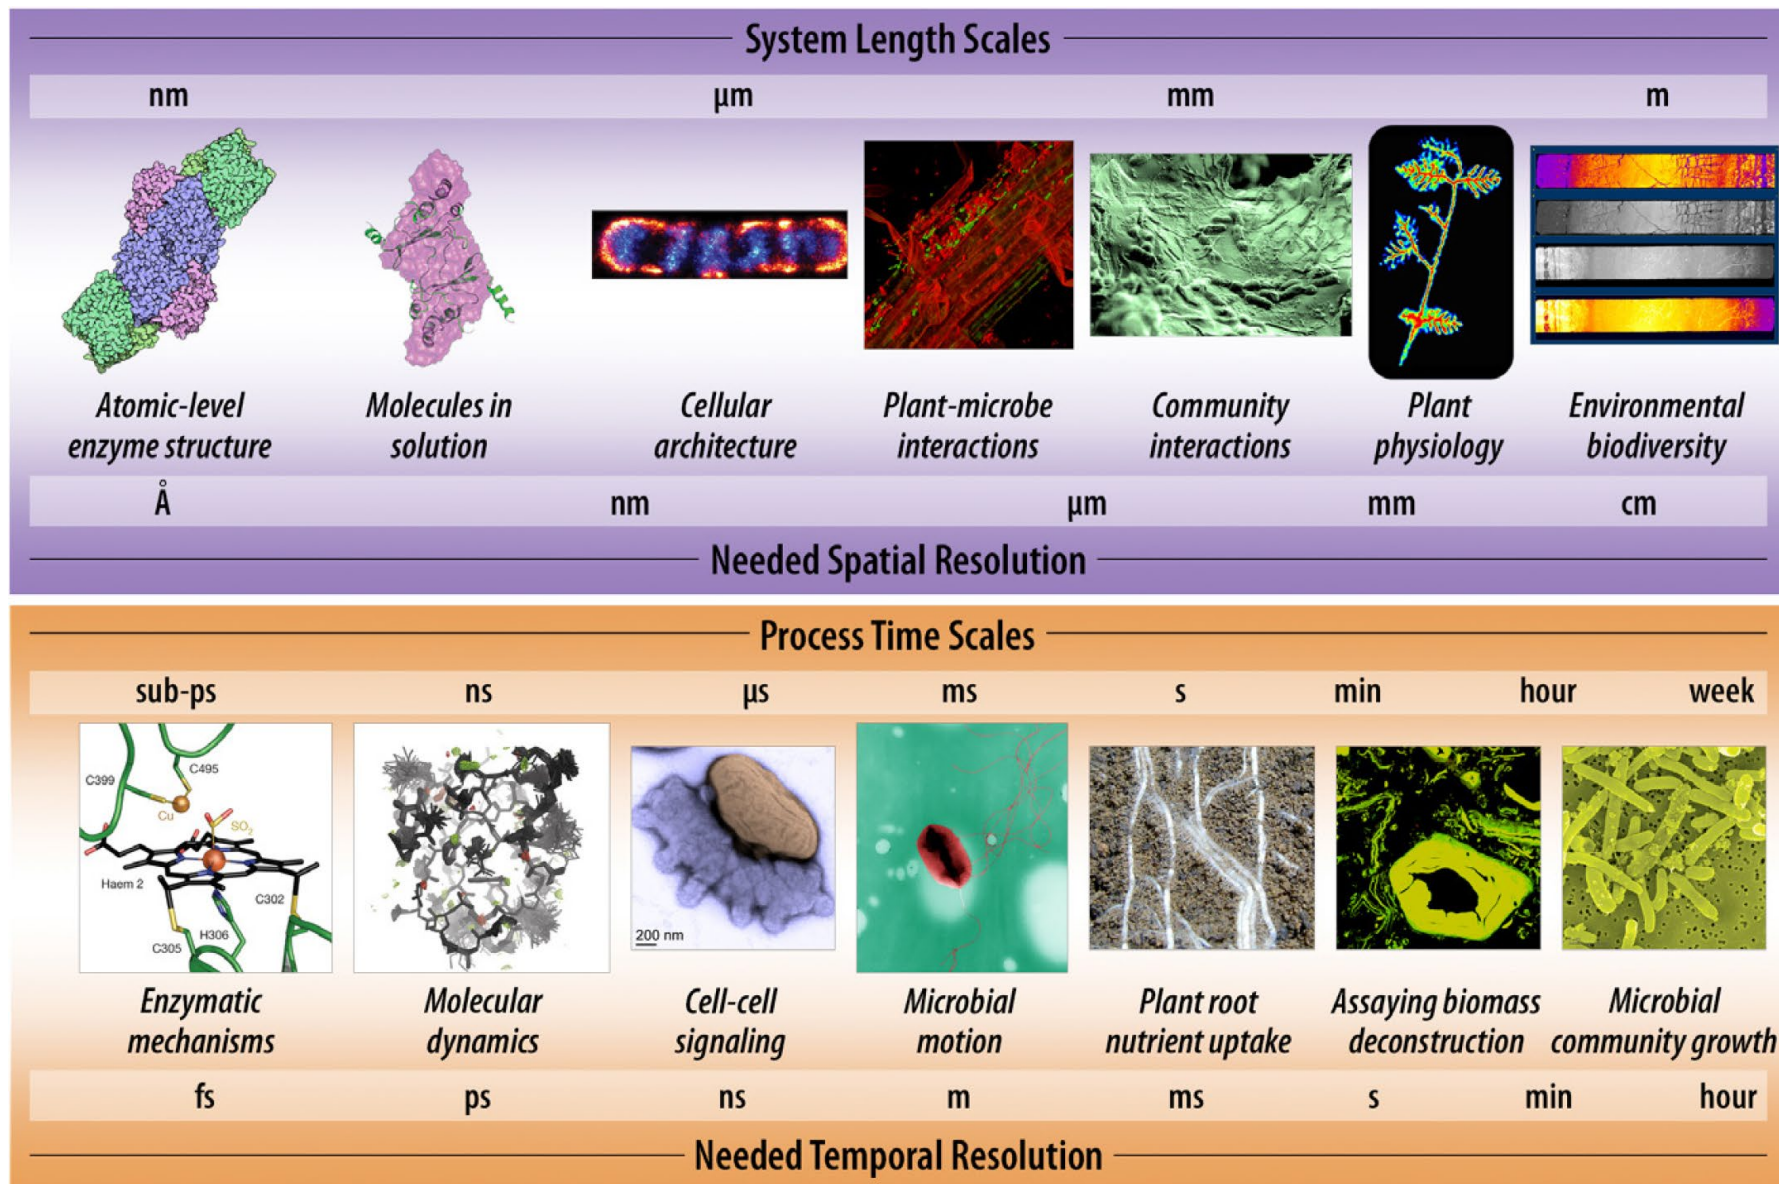 System Length Scales
nm μm mm m
Atomic-level Molecules in Cellular Plant-microbe Community Plant Environmental
enzyme structure solution architecture interactions interactions physiology biodiversity
Å nm μm mm cm
Needed Spatial Resolution
Process Time Scales
sub-ps ns μs ms s min hour week
C495
C399
Cu
SO₂
Haem 2
C302
H306
C305
200 nm
Enzymatic Molecular Cell-cell Microbial Plant root Assaying biomass Microbial
mechanisms dynamics signaling motion nutrient uptake deconstruction community growth
fs ps ns m ms s min hour
Needed Temporal Resolution